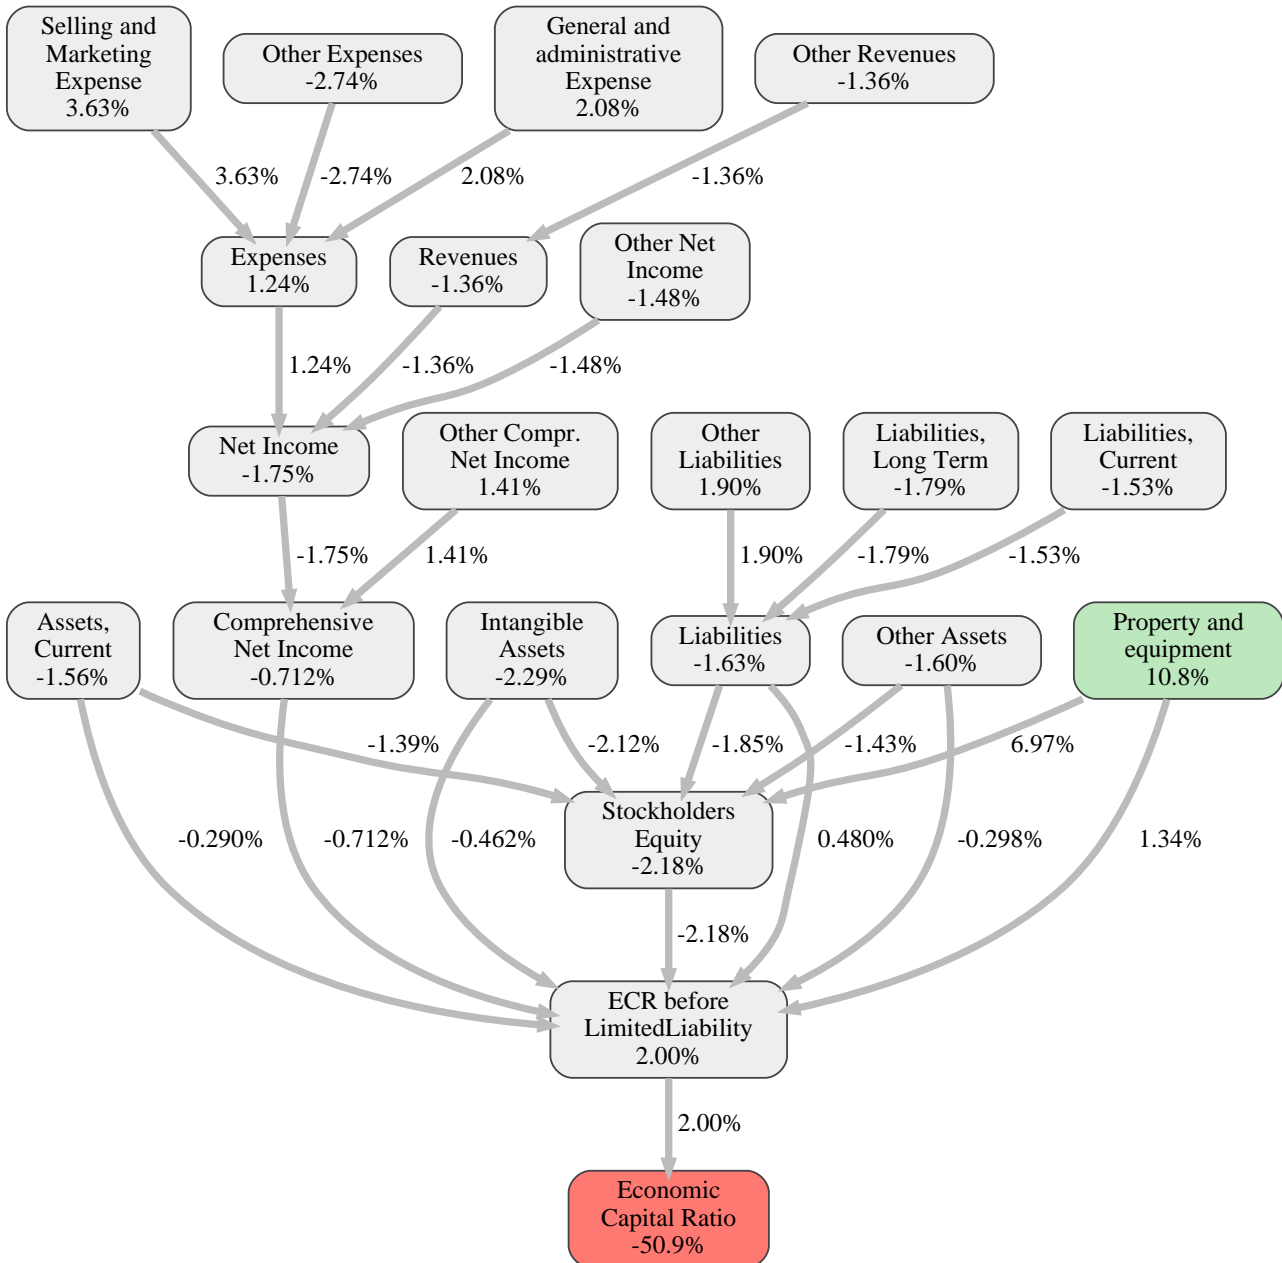 Selling and
Marketing
Expense
3.63%
Other Expenses
-2.74%
General and
administrative
Expense
2.08%
Other Revenues
-1.36%
3.63%
-2.74%
2.08%
-1.36%
Expenses
1.24%
Revenues
-1.36%
Other Net
Income
-1.48%
1.24%
-1.36%
-1.48%
Net Income
-1.75%
Other Compr.
Net Income
1.41%
Other
Liabilities
1.90%
Liabilities,
Long Term
-1.79%
Liabilities,
Current
-1.53%
-1.75%
1.41%
1.90%
-1.79%
-1.53%
Assets,
Current
-1.56%
Comprehensive
Net Income
-0.712%
Intangible
Assets
-2.29%
Liabilities
-1.63%
Other Assets
-1.60%
Property and
equipment
10.8%
-1.39%
-2.12%
-1.85%
-1.43%
6.97%
Stockholders
Equity
-2.18%
-0.290%
-0.712%
-0.462%
0.480%
-0.298%
1.34%
-2.18%
ECR before
LimitedLiability
2.00%
2.00%
Economic
Capital Ratio
-50.9%